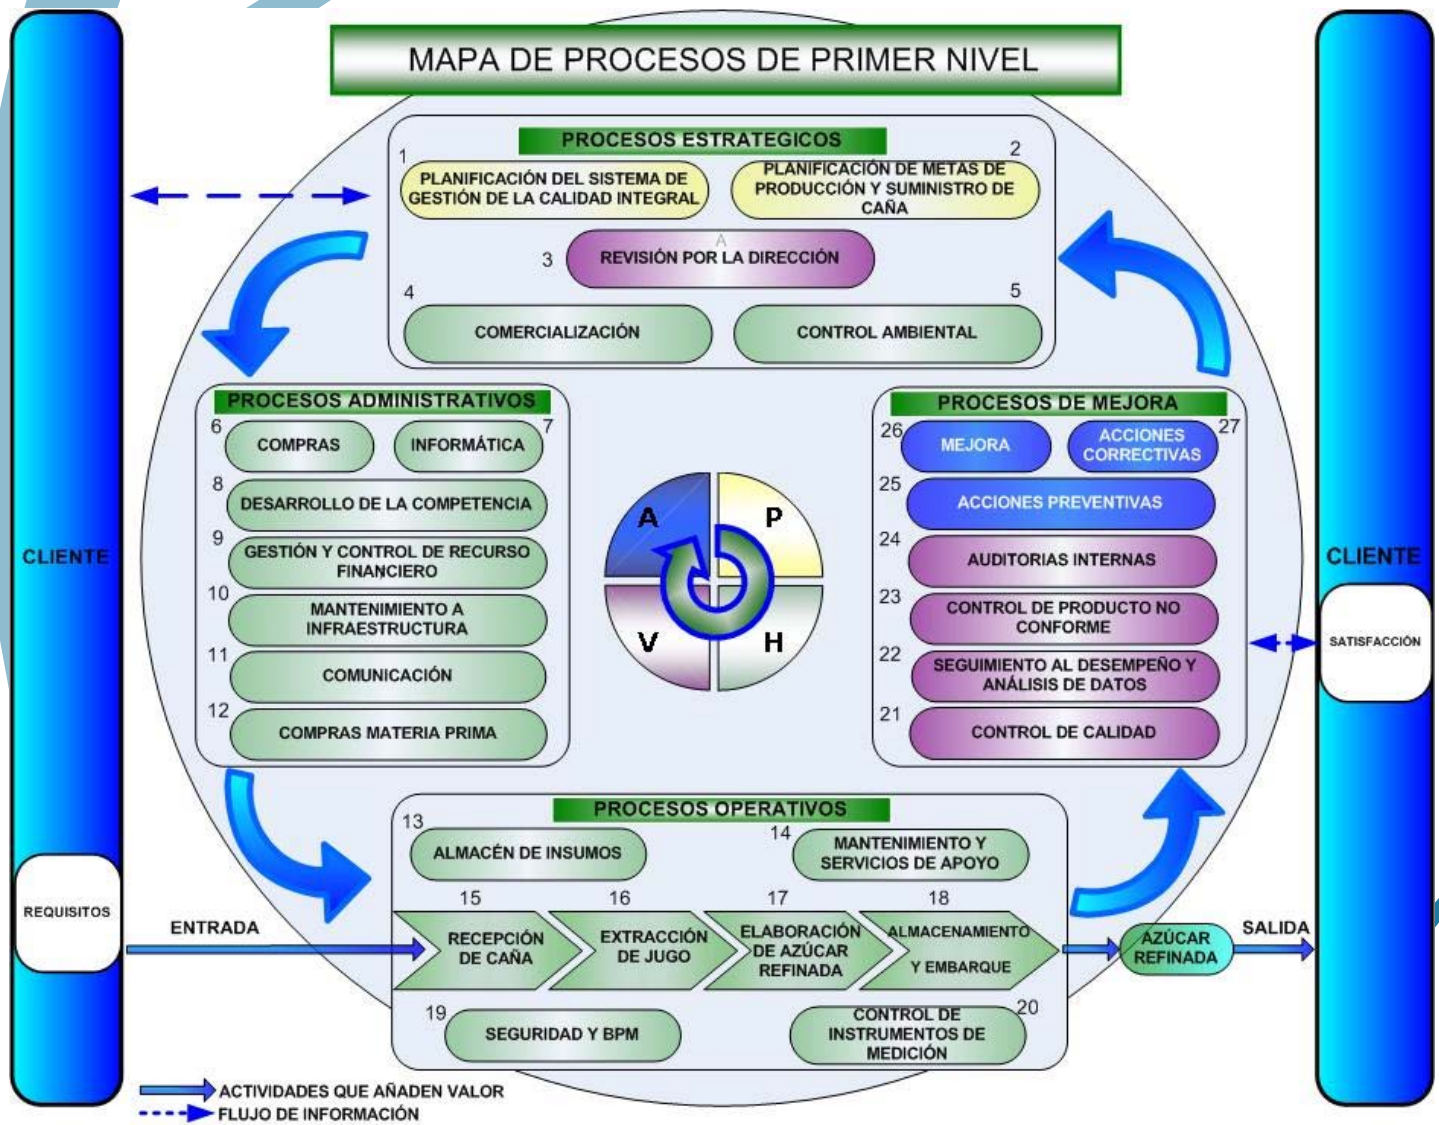 MAPA DE PROCESOS DE PRIMER NIVEL
PROCESOS ESTRATEGICOS
1
PLANIFICACIÓN DEL SISTEMA DE
GESTIÓN DE LA CALIDAD INTEGRAL
2
PLANIFICACIÓN DE METAS DE
PRODUCCIÓN Y SUMINISTRO DE
CAÑA
A
3
REVISIÓN POR LA DIRECCIÓN
4
COMERCIALIZACIÓN
5
CONTROL AMBIENTAL
PROCESOS ADMINISTRATIVOS
6
COMPRAS
7
INFORMÁTICA
8
DESARROLLO DE LA COMPETENCIA
9
GESTIÓN Y CONTROL DE RECURSO
FINANCIERO
10
MANTENIMIENTO A
INFRAESTRUCTURA
11
COMUNICACIÓN
12
COMPRAS MATERIA PRIMA
A
P
V
H
PROCESOS DE MEJORA
26
MEJORA
27
ACCIONES
CORRECTIVAS
25
ACCIONES PREVENTIVAS
24
AUDITORIAS INTERNAS
23
CONTROL DE PRODUCTO NO
CONFORME
22
SEGUIMIENTO AL DESEMPEÑO Y
ANÁLISIS DE DATOS
21
CONTROL DE CALIDAD
CLIENTE
REQUISITOS
CLIENTE
SATISFACCIÓN
PROCESOS OPERATIVOS
13
ALMACÉN DE INSUMOS
14
MANTENIMIENTO Y
SERVICIOS DE APOYO
ENTRADA
15
RECEPCIÓN
DE CAÑA
16
EXTRACCIÓN
DE JUGO
17
ELABORACIÓN
DE AZÚCAR
REFINADA
18
ALMACENAMIENTO
Y EMBARQUE
AZÚCAR
REFINADA
SALIDA
19
SEGURIDAD Y BPM
20
CONTROL DE
INSTRUMENTOS DE
MEDICIÓN
ACTIVIDADES QUE AÑADEN VALOR
FLUJO DE INFORMACIÓN